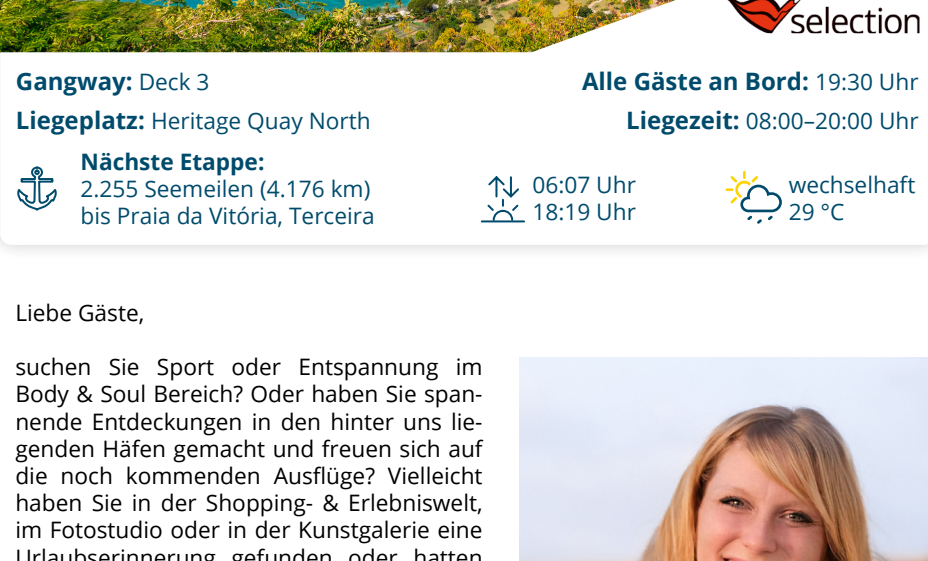 selection
Gangway: Deck 3
Alle Gäste an Bord: 19:30 Uhr
Liegeplatz: Heritage Quay North
Liegezeit: 08:00–20:00 Uhr
Nächste Etappe:
2.255 Seemeilen (4.176 km)
bis Praia da Vitória, Terceira
06:07 Uhr
18:19 Uhr
wechselhaft
29 °C
Liebe Gäste,
suchen Sie Sport oder Entspannung im
Body & Soul Bereich? Oder haben Sie span-
nende Entdeckungen in den hinter uns lie-
genden Häfen gemacht und freuen sich auf
die noch kommenden Ausflüge? Vielleicht
haben Sie in der Shopping- & Erlebniswelt,
im Fotostudio oder in der Kunstgalerie eine
Urlaubserinnerung gefunden oder hatten